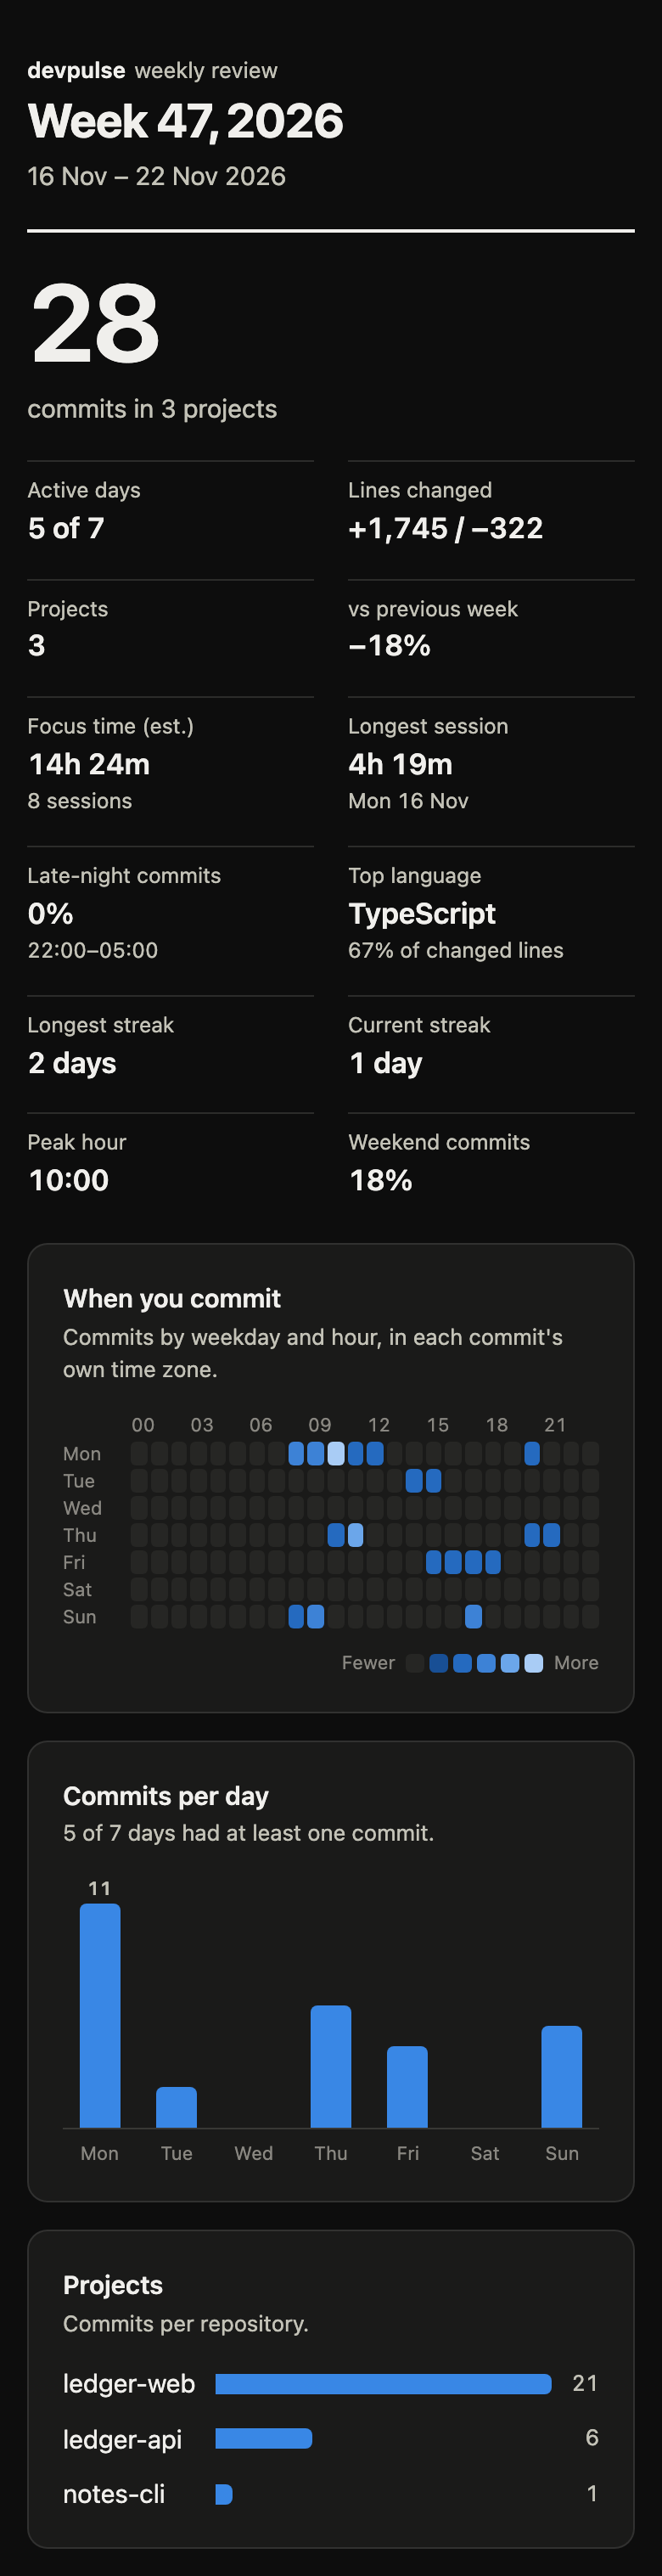 devpulse weekly review
Week 47, 2026
16 Nov – 22 Nov 2026
28
commits in 3 projects
Active days
5 of 7
Lines changed
+1,745 / −322
Projects
3
vs previous week
−18%
Focus time (est.)
14h 24m
8 sessions
Longest session
4h 19m
Mon 16 Nov
Late-night commits
0%
22:00–05:00
Top language
TypeScript
67% of changed lines
Longest streak
2 days
Current streak
1 day
Peak hour
10:00
Weekend commits
18%
When you commit
Commits by weekday and hour, in each commit's
own time zone.
00 03 06 09 12 15 18 21
Mon
Tue
Wed
Thu
Fri
Sat
Sun
Fewer More
Commits per day
5 of 7 days had at least one commit.
11
Mon Tue Wed Thu Fri Sat Sun
Projects
Commits per repository.
ledger-web 21
ledger-api 6
notes-cli 1